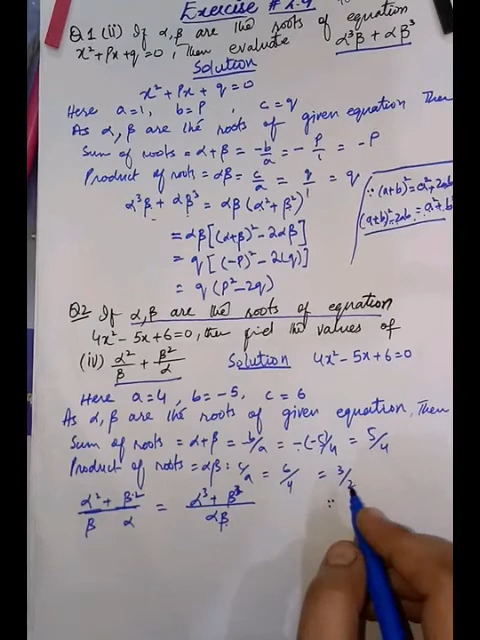 Exercise # 2.9
Q1 (ii) If α,β are the roots of equation
x²+Px+q=0, then evaluate α³β + αβ³
Solution
x² + Px + q = 0
Here a=1, b=P, c=q
As α,β are the roots of given equation Then
Sum of roots = α+β = -b/a = -P/1 = -P
Product of roots = αβ = c/a = q/1 = q
α³β + αβ³ = αβ(α²+β²)
= αβ[(α+β)²-2αβ]
= q[(-P)²-2(q)]
= q(P²-2q)
∵ (a+b)²=a²+2ab
(a+b)²-2ab = a²+b²
Q2 If α,β are the roots of equation
4x²-5x+6=0, then find the values of
(iv) α²/β + β²/α Solution 4x²-5x+6=0
Here a=4, b=-5, c=6
As α,β are the roots of given equation, Then
Sum of roots = α+β = -b/a = -(-5)/4 = 5/4
Product of roots = αβ = c/a = 6/4 = 3/2
α²/β + β²/α = α³+β³/αβ ∵